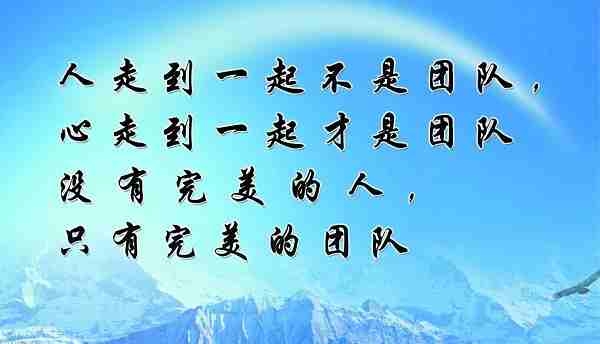 人走到一起不是团队，
心走到一起才是团队
没有完美的人，
只有完美的团队